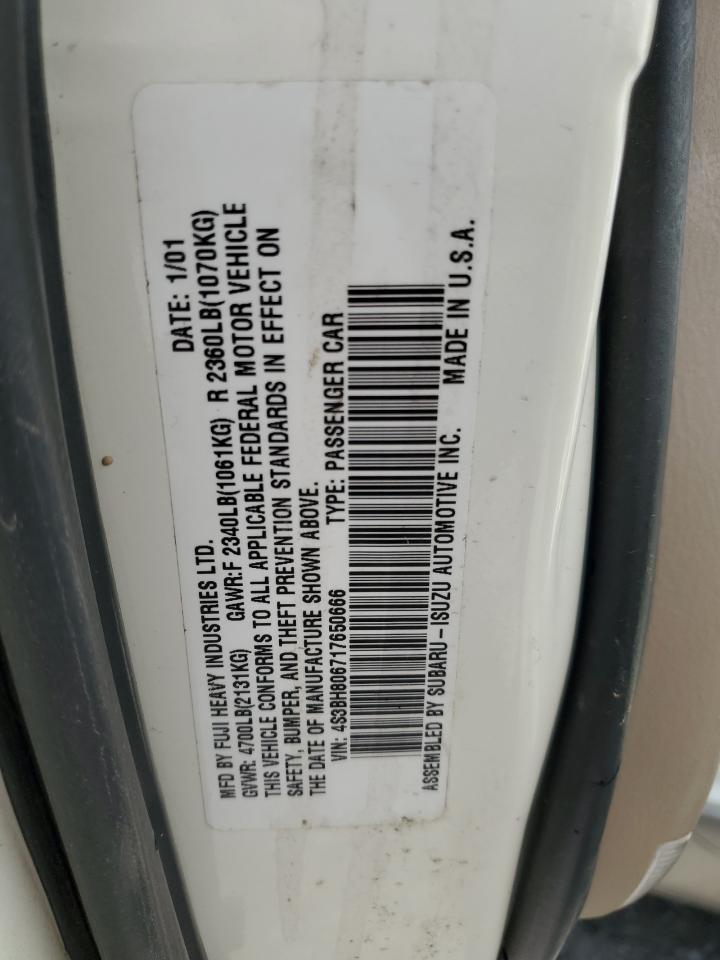 MFD BY FUJI HEAVY INDUSTRIES LTD. DATE: 1/01
GVWR: 4700LB(2131KG) GAWR:F 2340LB(1061KG) R 2360LB(1070KG)
THIS VEHICLE CONFORMS TO ALL APPLICABLE FEDERAL MOTOR VEHICLE
SAFETY, BUMPER, AND THEFT PREVENTION STANDARDS IN EFFECT ON
THE DATE OF MANUFACTURE SHOWN ABOVE.
VIN: 4S3BH806717650666 TYPE: PASSENGER CAR
ASSEMBLED BY SUBARU-ISUZU AUTOMOTIVE INC. MADE IN U.S.A.